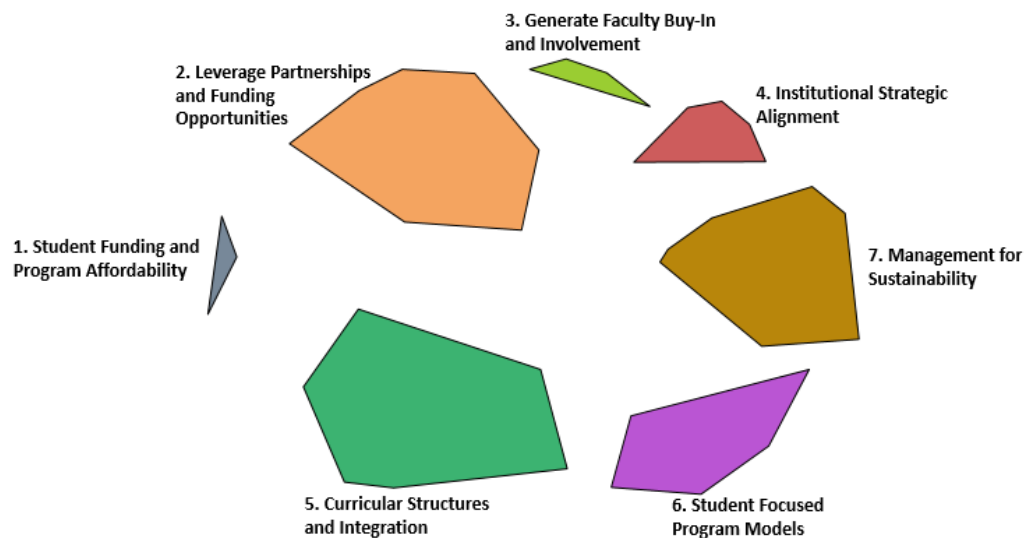 3. Generate Faculty Buy-In
and Involvement
2. Leverage Partnerships
and Funding
Opportunities
4. Institutional Strategic
Alignment
1. Student Funding and
Program Affordability
7. Management for
Sustainability
5. Curricular Structures
and Integration
6. Student Focused
Program Models